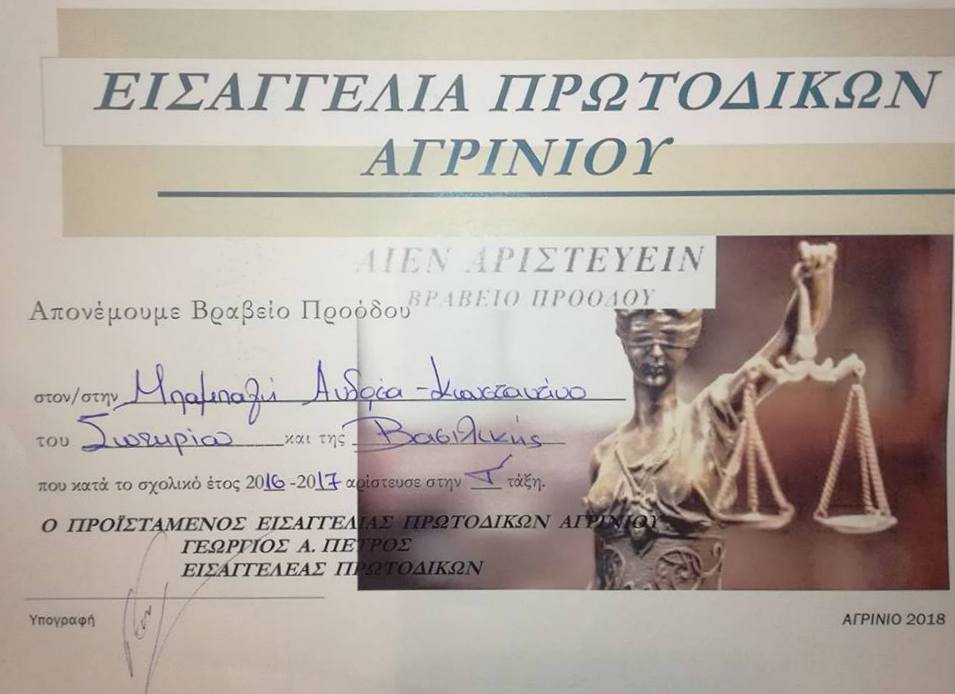 ΕΙΣΑΓΓΕΛΙΑ ΠΡΩΤΟΔΙΚΩΝ
ΑΓΡΙΝΙΟΥ
ΑΙΕΝ ΑΡΙΣΤΕΥΕΙΝ
ΒΡΑΒΕΙΟ ΠΡΟΟΔΟΥ
Απονέμουμε Βραβείο Προόδου
στον/στην Μπαμπαζή Ανδρέα-Κωνσταντίνο
του Σωτηρίου και της Βασιλικής
που κατά το σχολικό έτος 2016-2017 αρίστευσε στην Γ' τάξη.
Ο ΠΡΟΪΣΤΑΜΕΝΟΣ ΕΙΣΑΓΓΕΛΙΑΣ ΠΡΩΤΟΔΙΚΩΝ ΑΓΡΙΝΙΟΥ
ΓΕΩΡΓΙΟΣ Α. ΠΕΤΡΟΣ
ΕΙΣΑΓΓΕΛΕΑΣ ΠΡΩΤΟΔΙΚΩΝ
Υπογραφή
ΑΓΡΙΝΙΟ 2018